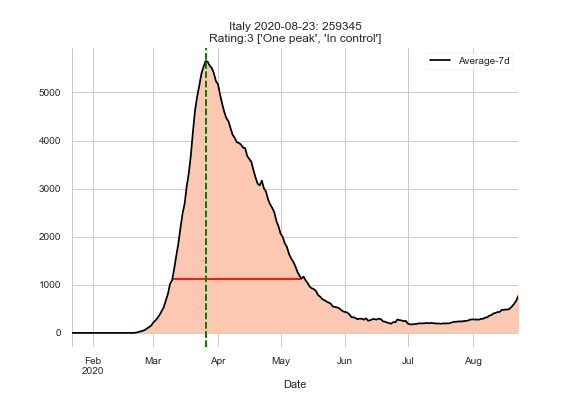 Italy 2020-08-23: 259345
Rating:3 ['One peak', 'In control']
Average-7d
5000
4000
3000
2000
1000
0
Feb Mar Apr May Jun Jul Aug
2020
Date